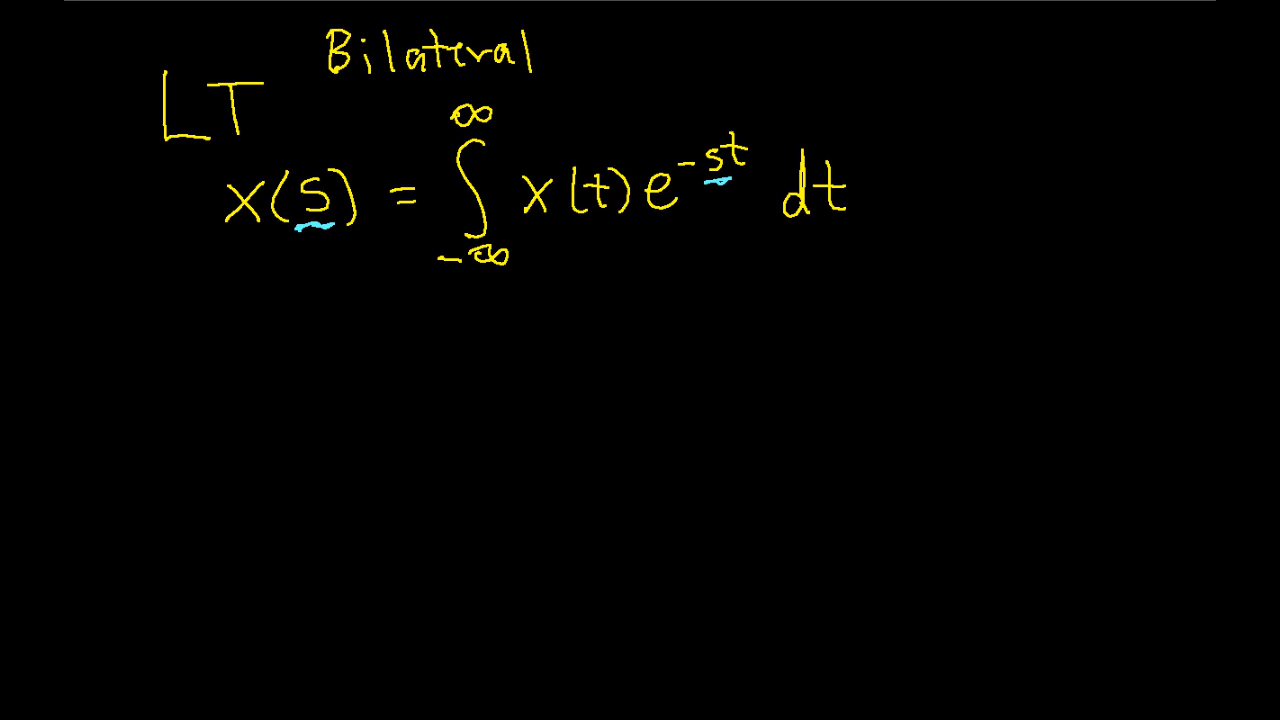 Bilateral
LT
X(s) = ∫_{-∞}^{∞} x(t) e^{-st} dt